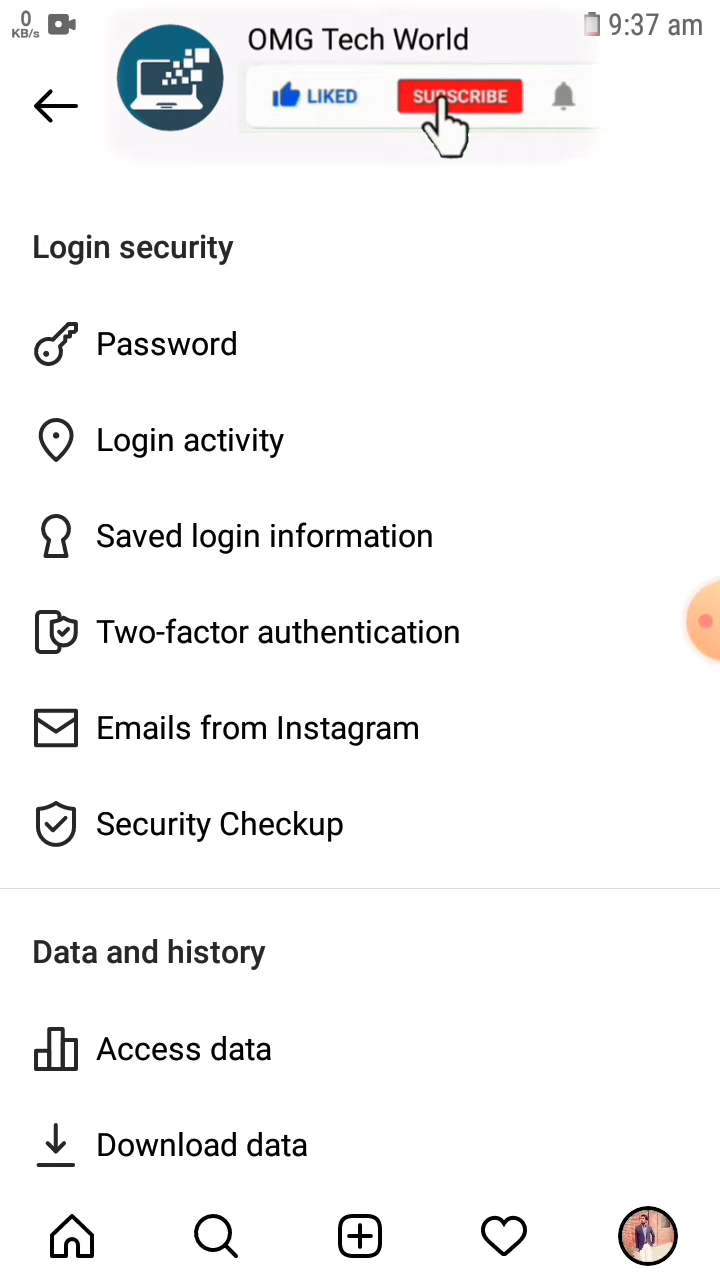 0
KB/s
9:37 am
OMG Tech World
LIKED
SUBSCRIBE
Login security
Password
Login activity
Saved login information
Two-factor authentication
Emails from Instagram
Security Checkup
Data and history
Access data
Download data